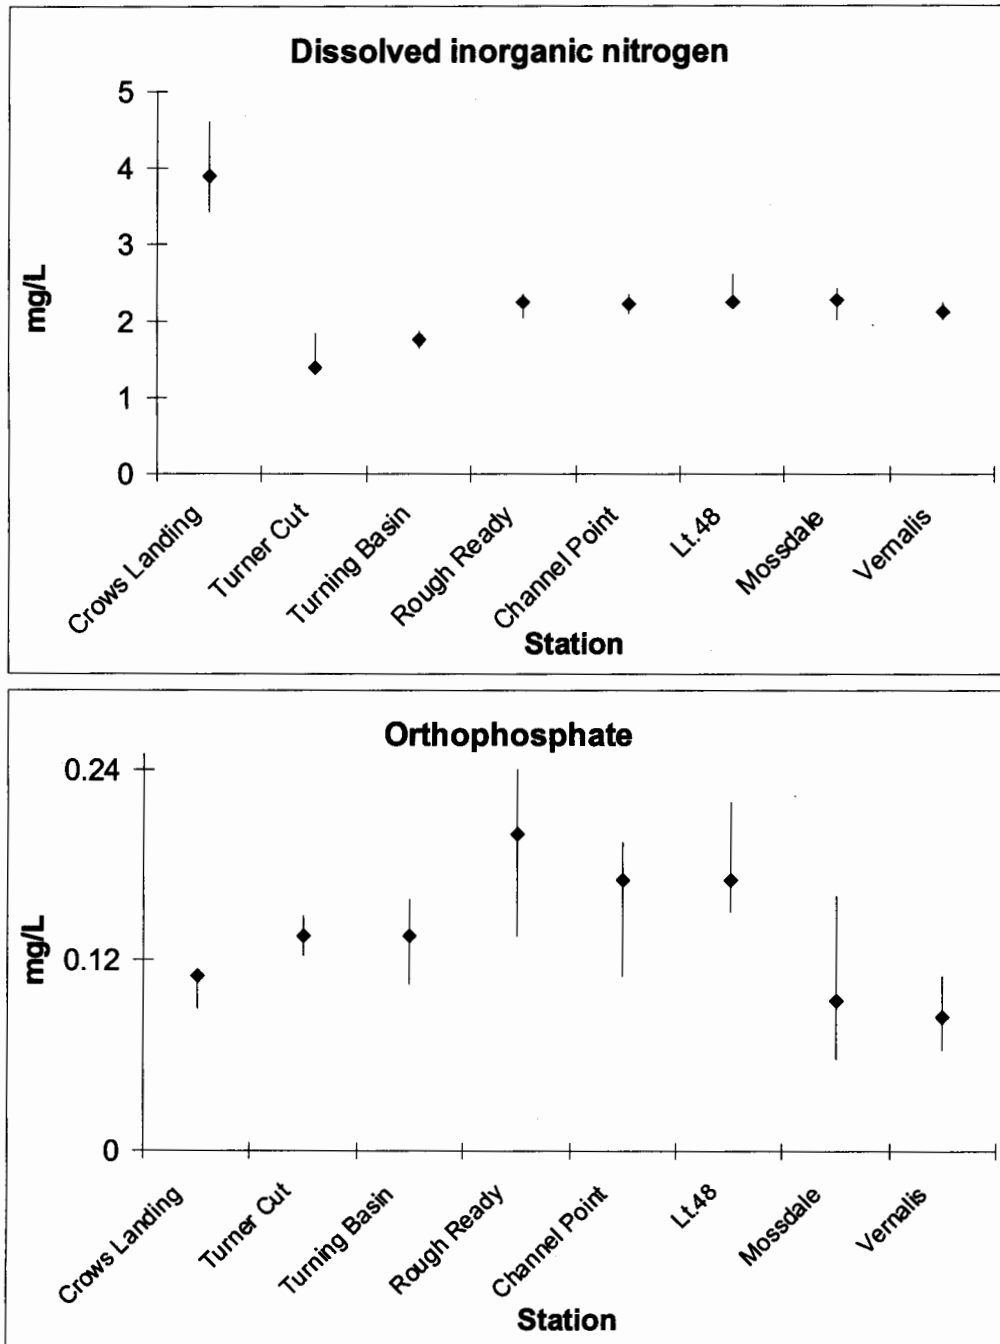 Dissolved inorganic nitrogen
5
4
3
2
1
0
mg/L
Crows Landing
Turner Cut
Turning Basin
Rough Ready
Channel Point
Lt.48
Mossdale
Vernalis
Station
Orthophosphate
0.24
0.12
0
mg/L
Crows Landing
Turner Cut
Turning Basin
Rough Ready
Channel Point
Lt.48
Mossdale
Vernalis
Station